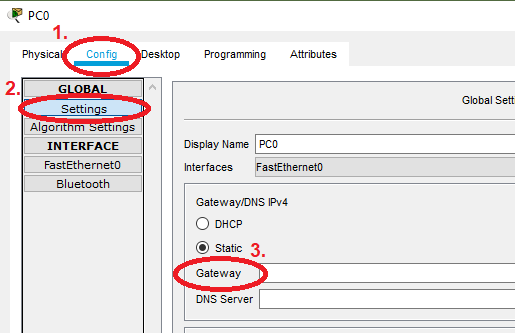 PC0
1.
Physical Config Desktop Programming Attributes
2.
GLOBAL
Settings
Algorithm Settings
INTERFACE
FastEthernet0
Bluetooth
Global Setti
Display Name PC0
Interfaces FastEthernet0
Gateway/DNS IPv4
DHCP
Static
3.
Gateway
DNS Server